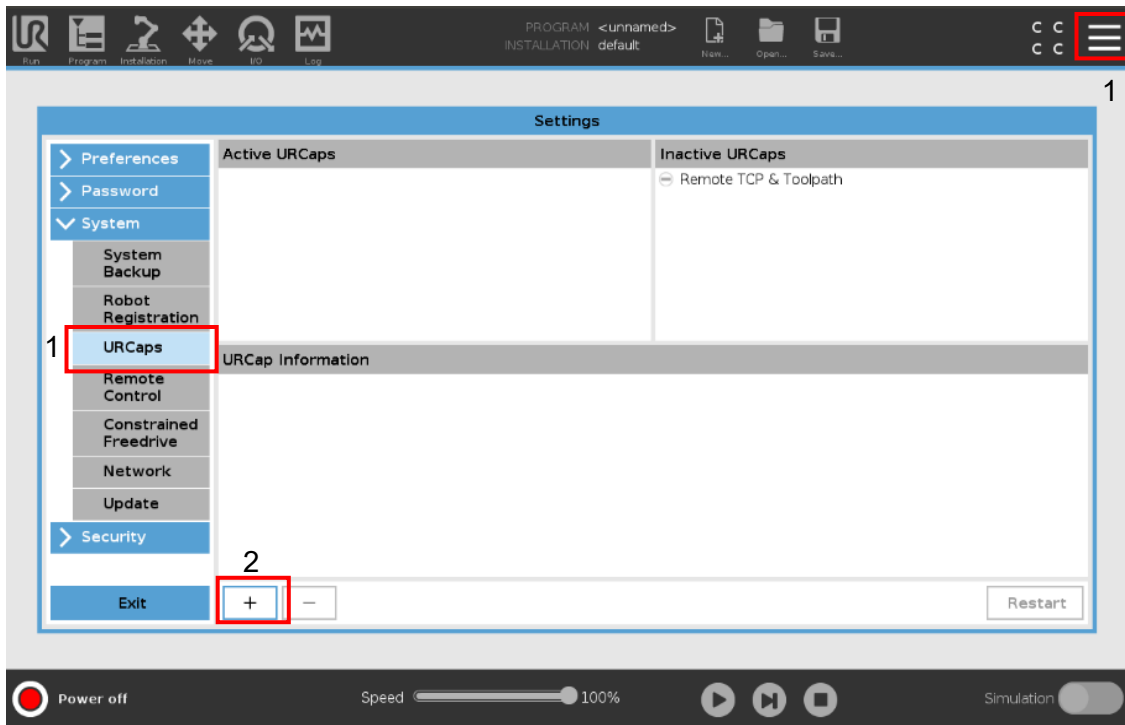 PROGRAM <unnamed>
INSTALLATION default
UR
Run
Program
Installation
Move
I/O
Log
New...
Open...
Save...
C C
C C
1
Settings
Preferences
Password
System
System
Backup
Robot
Registration
1
URCaps
Remote
Control
Constrained
Freedrive
Network
Update
Security
Exit
Active URCaps
Inactive URCaps
Remote TCP & Toolpath
URCap Information
2
+
−
Restart
Power off
Speed
100%
Simulation